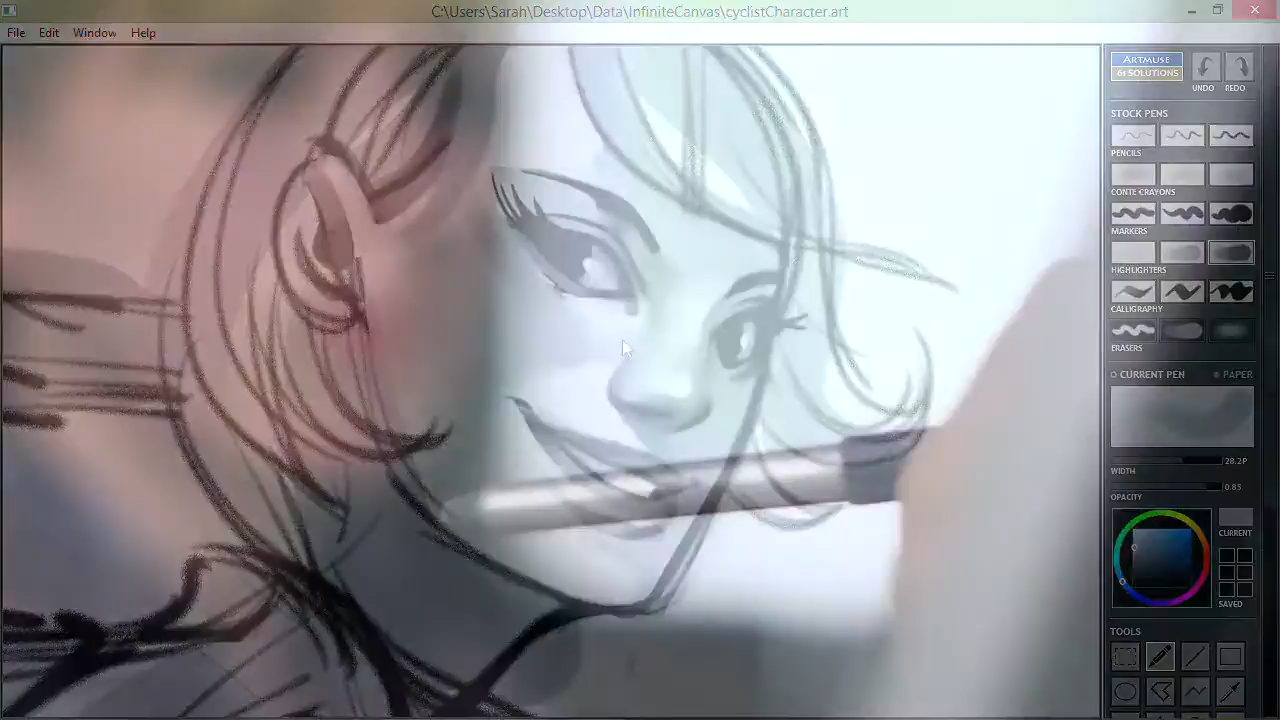 C:\Users\Sarah\Desktop\Data\InfiniteCanvas\cyclistCharacter.art
File Edit Window Help
ARTMUSE
61 SOLUTIONS
UNDO REDO
STOCK PENS
PENCILS
CONTE CRAYONS
MARKERS
HIGHLIGHTERS
CALLIGRAPHY
ERASERS
CURRENT PEN PAPER
28.2P
WIDTH
0.83
OPACITY
CURRENT
SAVED
TOOLS